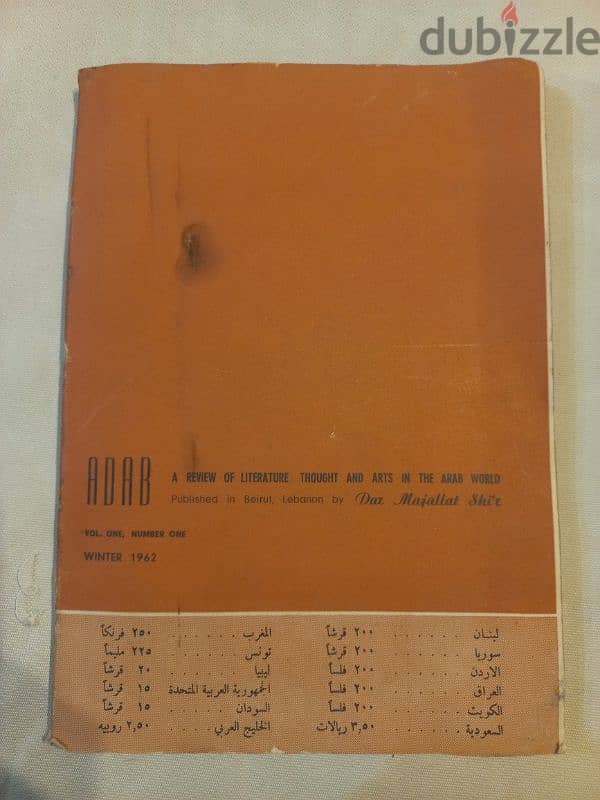 dubizzle
ADAB
A REVIEW OF LITERATURE THOUGHT AND ARTS IN THE ARAB WORLD
Published in Beirut, Lebanon by Dar Majallat Shi'r
VOL. ONE, NUMBER ONE
WINTER 1962
لبنان . . . . . . ٢٠٠ قرشاً
سوريا . . . . . . ٢٠٠ قرشاً
الاردن . . . . . . ٢٠٠ فلساً
العراق . . . . . . ٢٠٠ فلساً
الكويت . . . . . . ٢٠٠ فلساً
السعودية . . . . . ٣,٥٠ ريالات
المغرب . . . . . . ٢٥٠ فرنكاً
تونس . . . . . . ٢٢٥ مليماً
ليبيا . . . . . . ٢٠ قرشاً
الجمهورية العربية المتحدة ١٥ قرشاً
السودان . . . . . ١٥ قرشاً
الخليج العربي . . . ٢,٥٠ روبيه